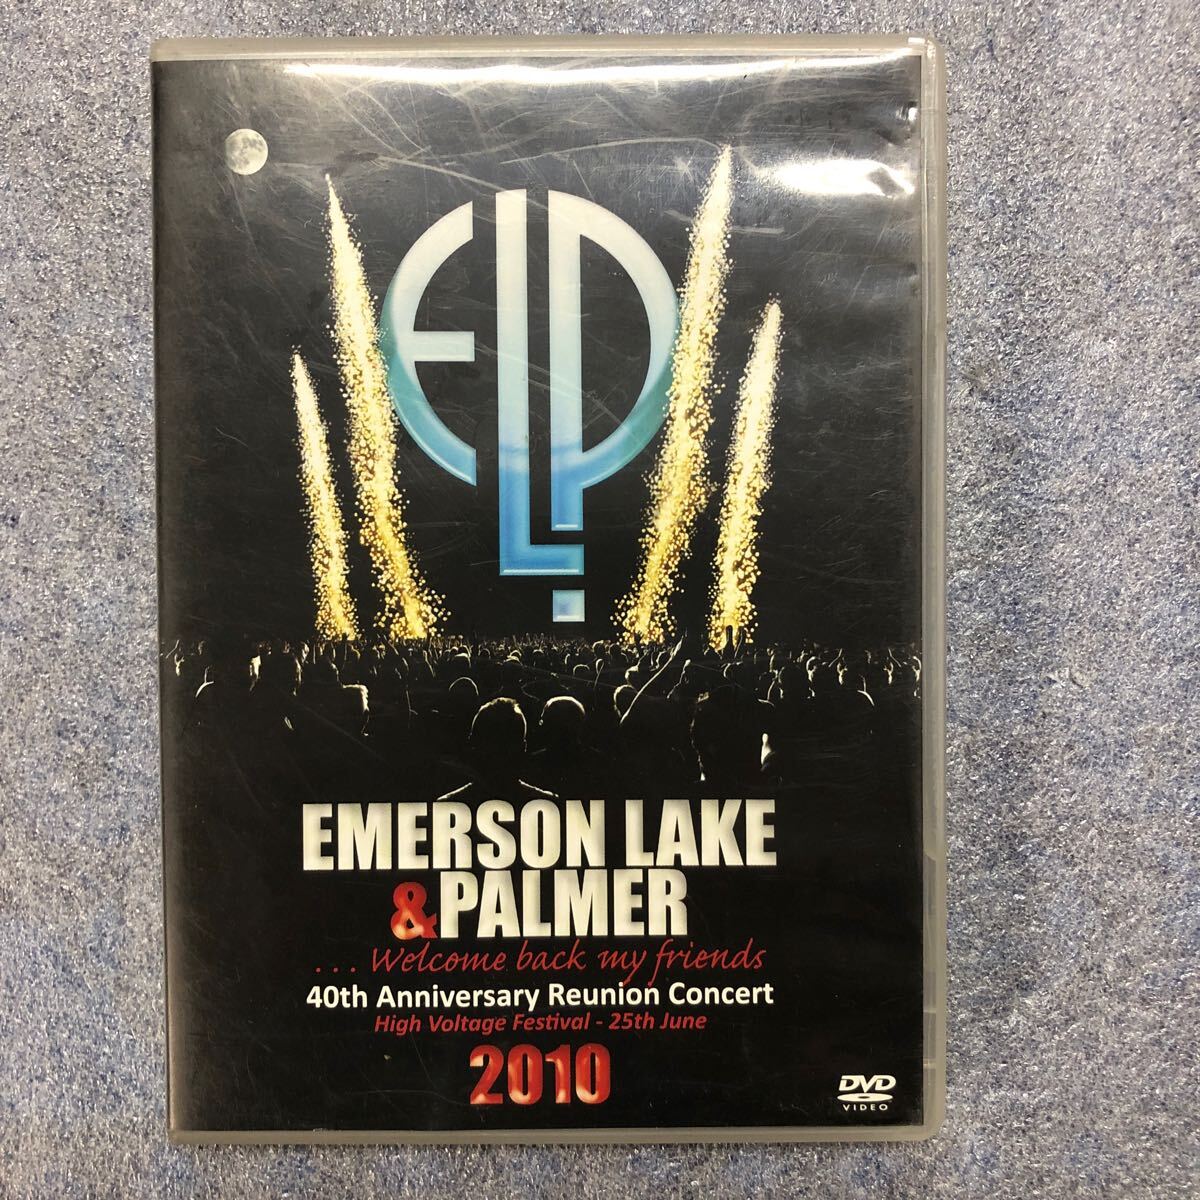 ELP
EMERSON LAKE
& PALMER
... Welcome back my friends
40th Anniversary Reunion Concert
High Voltage Festival - 25th June
2010
DVD
VIDEO